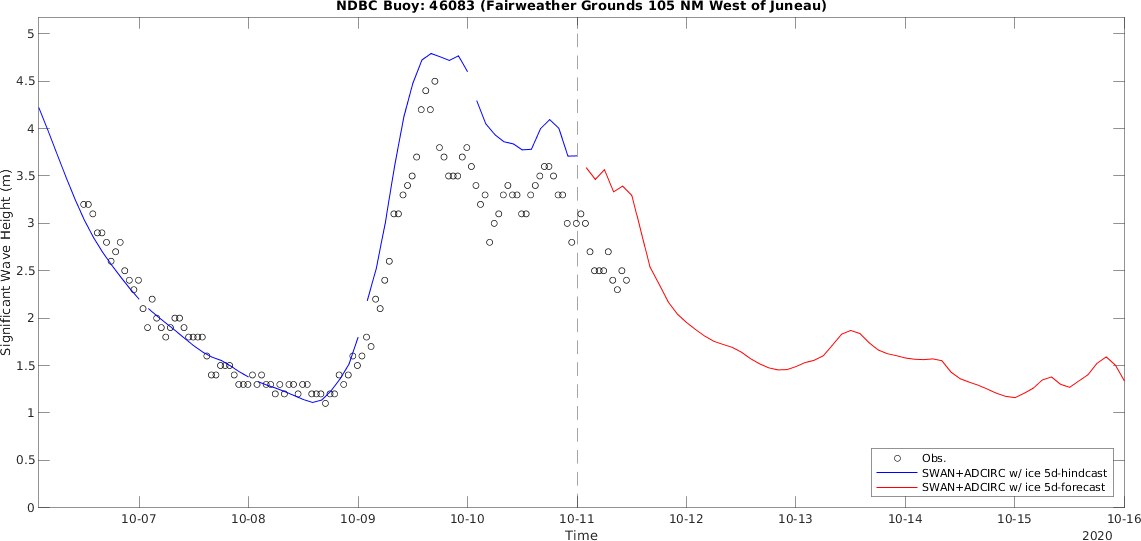 NDBC Buoy: 46083 (Fairweather Grounds 105 NM West of Juneau)
5
4.5
4
3.5
3
2.5
2
1.5
1
0.5
0
Significant Wave Height (m)
Obs.
SWAN+ADCIRC w/ ice 5d-hindcast
SWAN+ADCIRC w/ ice 5d-forecast
10-07 10-08 10-09 10-10 10-11 10-12 10-13 10-14 10-15 10-16
Time
2020